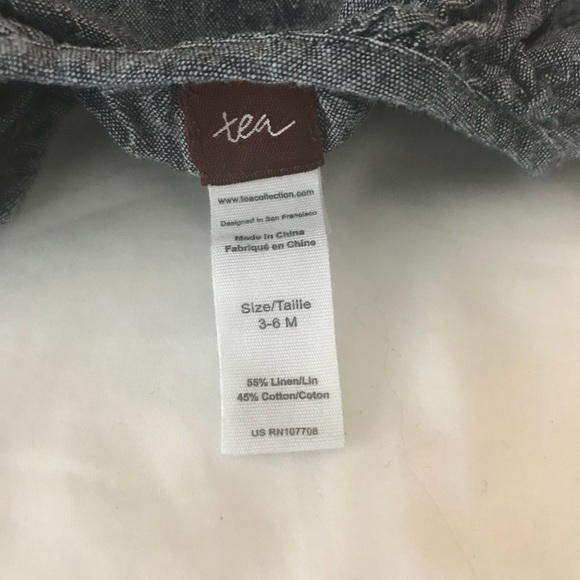 tea
www.teacollection.com
Designed in San Francisco
Made in China
Fabriqué en Chine
Size/Taille
3-6 M
55% Linen/Lin
45% Cotton/Coton
US RN107708